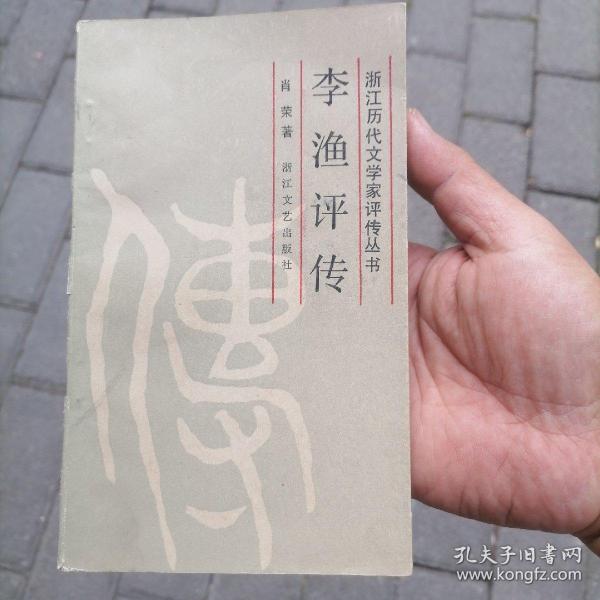 浙江历代文学家评传丛书
李渔评传
肖荣著 浙江文艺出版社
傳
孔夫子旧书网
www.kongfz.com